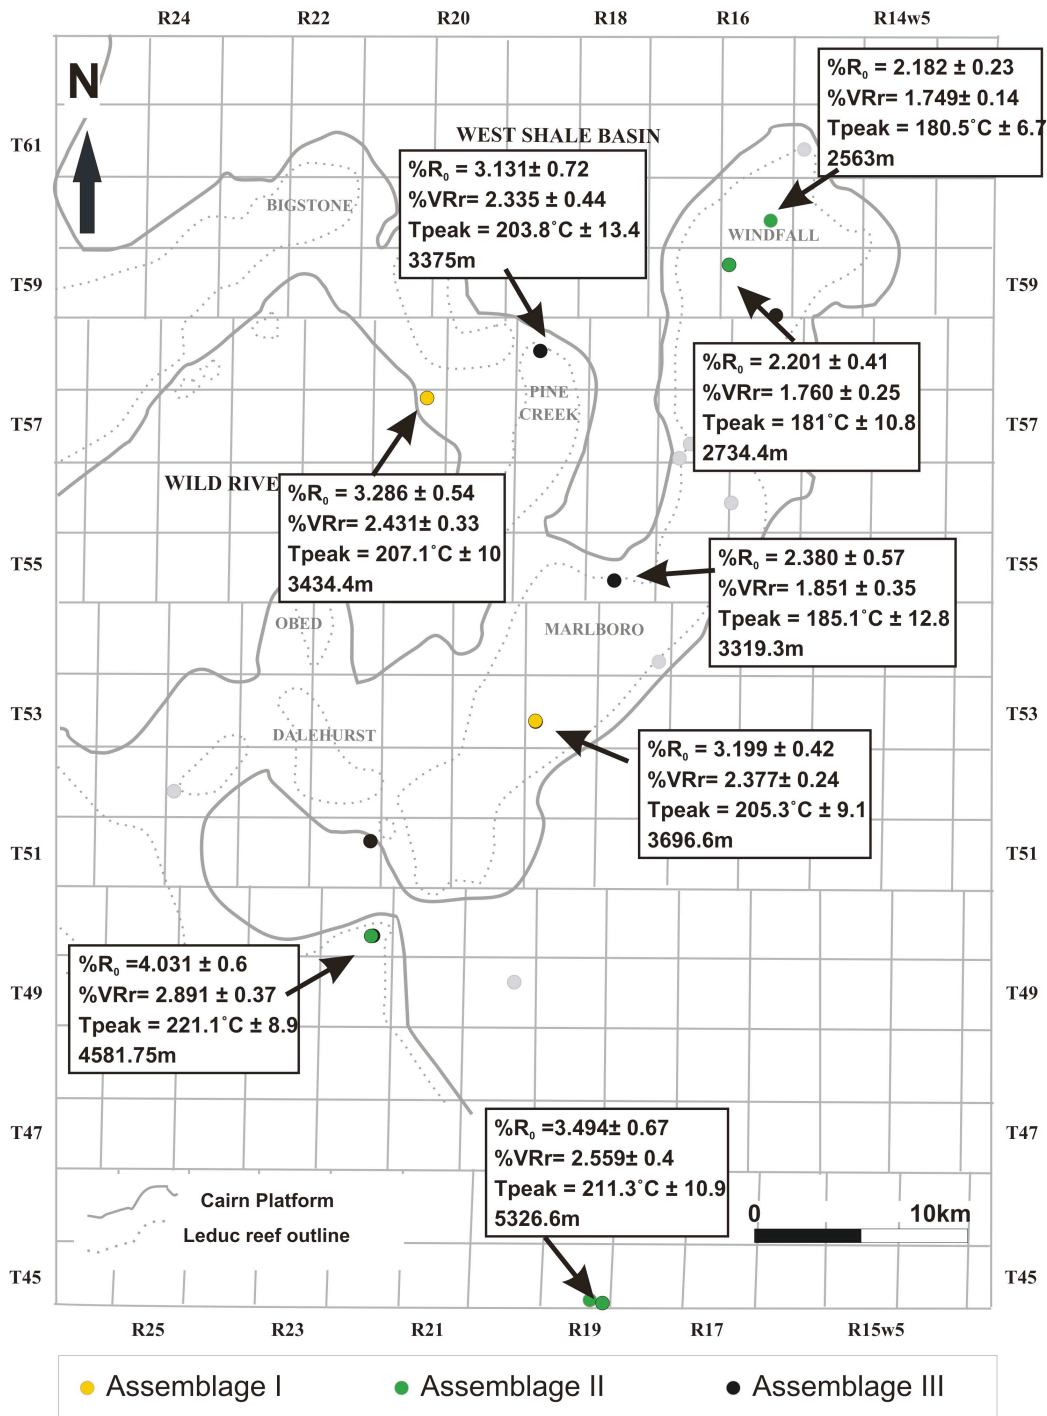 R24 R22 R20 R18 R16 R14w5
N
%R₀ = 2.182 ± 0.23
%VRr= 1.749± 0.14
Tpeak = 180.5˚C ± 6.7
2563m
T61
WEST SHALE BASIN
%R₀ = 3.131± 0.72
%VRr= 2.335 ± 0.44
Tpeak = 203.8˚C ± 13.4
3375m
BIGSTONE
WINDFALL
T59 T59
%R₀ = 2.201 ± 0.41
%VRr= 1.760 ± 0.25
Tpeak = 181˚C ± 10.8
2734.4m
PINE
CREEK
T57 T57
WILD RIVE
%R₀ = 3.286 ± 0.54
%VRr= 2.431± 0.33
Tpeak = 207.1˚C ± 10
3434.4m
T55 T55
%R₀ = 2.380 ± 0.57
%VRr= 1.851 ± 0.35
Tpeak = 185.1˚C ± 12.8
3319.3m
OBED
MARLBORO
T53 T53
DALEHURST
%R₀ = 3.199 ± 0.42
%VRr= 2.377± 0.24
Tpeak = 205.3˚C ± 9.1
3696.6m
T51 T51
%R₀ =4.031 ± 0.6
%VRr= 2.891 ± 0.37
Tpeak = 221.1˚C ± 8.9
4581.75m
T49 T49
%R₀ =3.494± 0.67
%VRr= 2.559± 0.4
Tpeak = 211.3˚C ± 10.9
5326.6m
T47 T47
Cairn Platform
Leduc reef outline
0 10km
T45 T45
R25 R23 R21 R19 R17 R15w5
Assemblage I Assemblage II Assemblage III